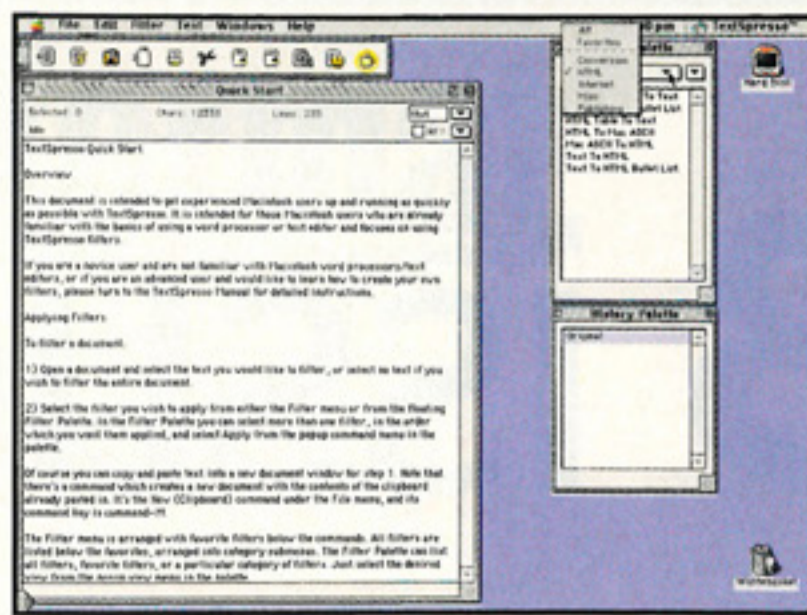 File Edit Filter Text Windows Help
0 pm TextSpresso™
All
Favorites
Conversion
✓ HTML
Internet
Misc
Palette
To Text
Bullet List
HTML Table To Text
HTML To Mac ASCII
Mac ASCII To HTML
Text To HTML
Text To HTML Bullet List
Hard Disk
Quick Start
Selected: 0 Chars: Lines:
Idle
TextSpresso Quick Start
Overview
This document is intended to get experienced Macintosh users up and running as quickly
as possible with TextSpresso. It is intended for those Macintosh users who are already
familiar with the basics of using a word processor or text editor and focuses on using
TextSpresso filters.
If you are a novice user and are not familiar with Macintosh word processors/text
editors, or if you are an advanced user and would like to learn how to create your own
filters, please turn to the TextSpresso Manual for detailed instructions.
Applying Filters
To filter a document:
1) Open a document and select the text you would like to filter, or select no text if you
wish to filter the entire document.
2) Select the filter you wish to apply from either the Filter menu or from the floating
Filter Palette. In the Filter Palette you can select more than one filter, in the order
which you want them applied, and select Apply from the popup command menu in the
palette.
Of course you can copy and paste text into a new document window for step 1. Note that
there's a command which creates a new document with the contents of the clipboard
already pasted in. It's the New (Clipboard) command under the File menu, and its
command key is
The Filter menu is arranged with favorite filters below the commands. All filters are
listed below the favorites, arranged into category submenus. The Filter Palette can list
all filters, favorite filters, or a particular category of filters. Just select the desired
view from the popup view menu in the palette.
History Palette
Original